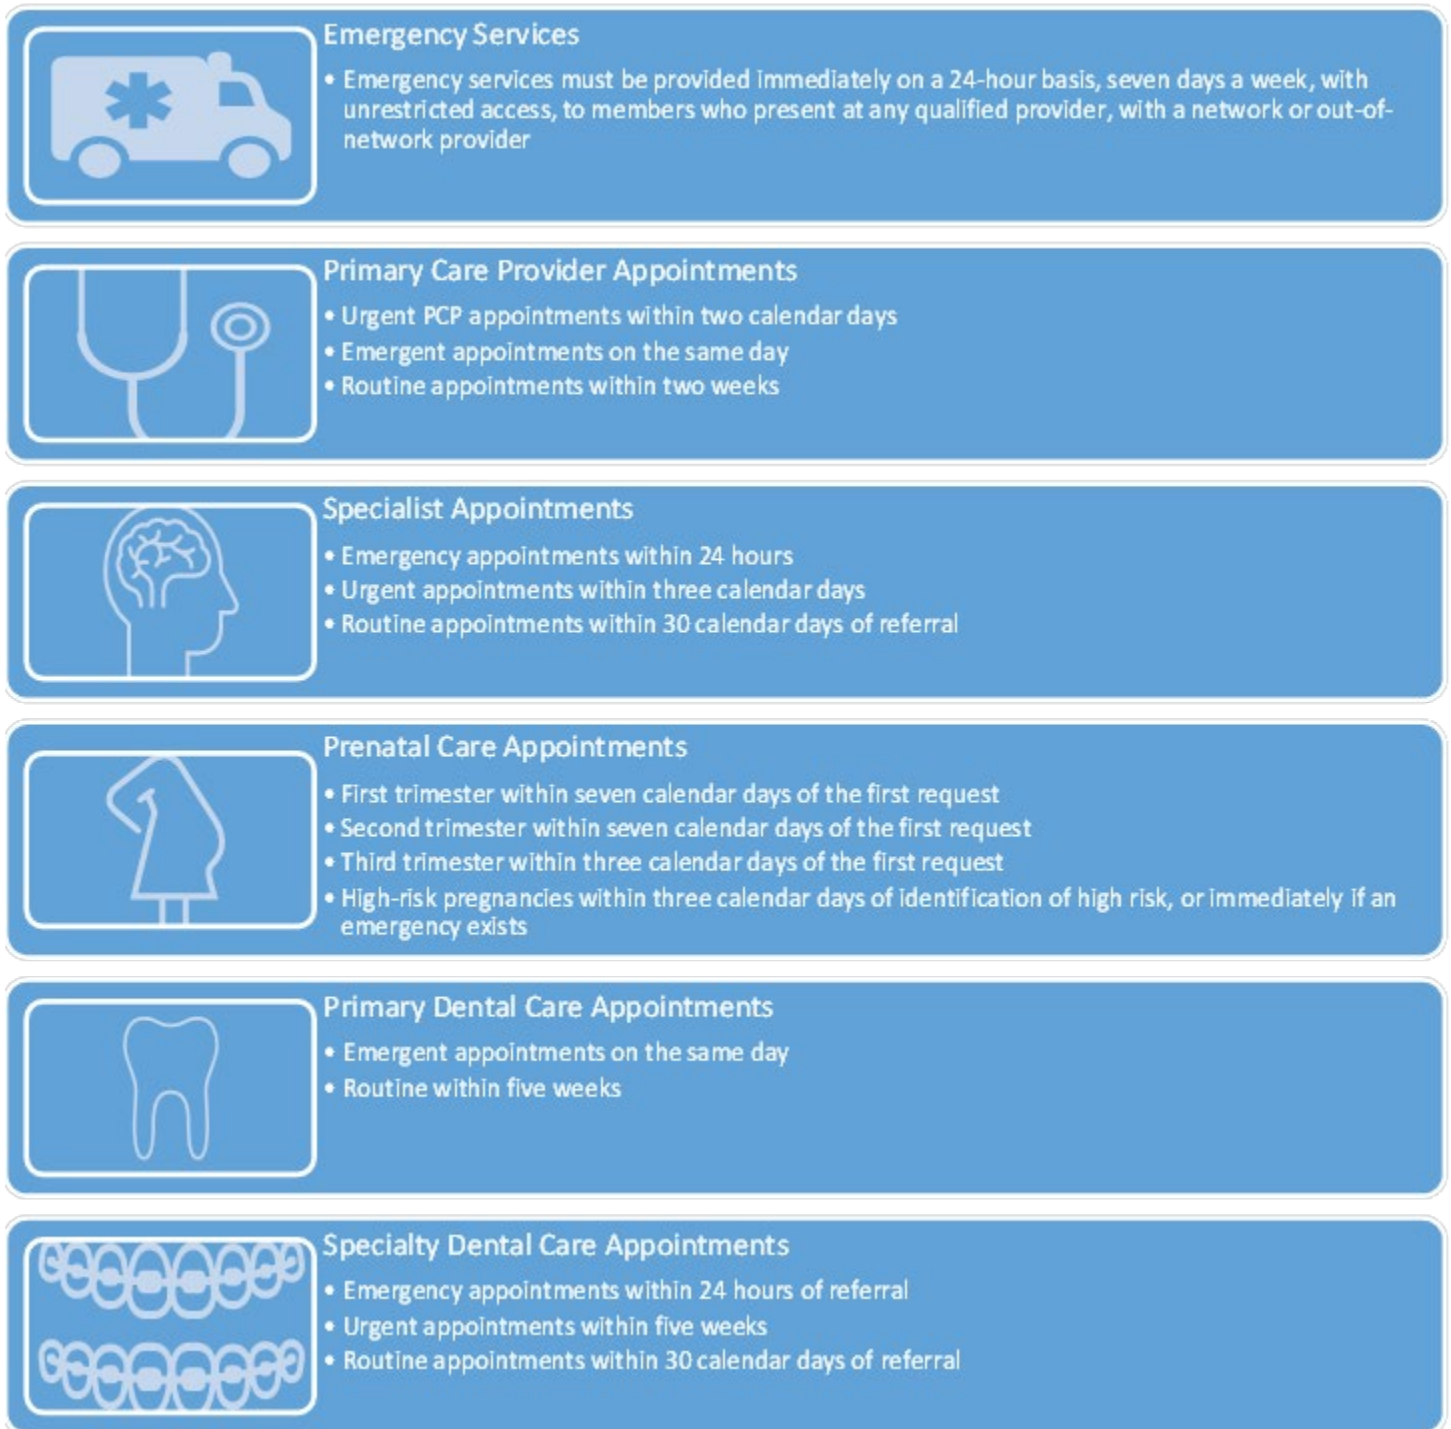 Emergency Services
• Emergency services must be provided immediately on a 24-hour basis, seven days a week, with
unrestricted access, to members who present at any qualified provider, with a network or out-of-
network provider
Primary Care Provider Appointments
• Urgent PCP appointments within two calendar days
• Emergent appointments on the same day
• Routine appointments within two weeks
Specialist Appointments
• Emergency appointments within 24 hours
• Urgent appointments within three calendar days
• Routine appointments within 30 calendar days of referral
Prenatal Care Appointments
• First trimester within seven calendar days of the first request
• Second trimester within seven calendar days of the first request
• Third trimester within three calendar days of the first request
• High-risk pregnancies within three calendar days of identification of high risk, or immediately if an
emergency exists
Primary Dental Care Appointments
• Emergent appointments on the same day
• Routine within five weeks
Specialty Dental Care Appointments
• Emergency appointments within 24 hours of referral
• Urgent appointments within five weeks
• Routine appointments within 30 calendar days of referral